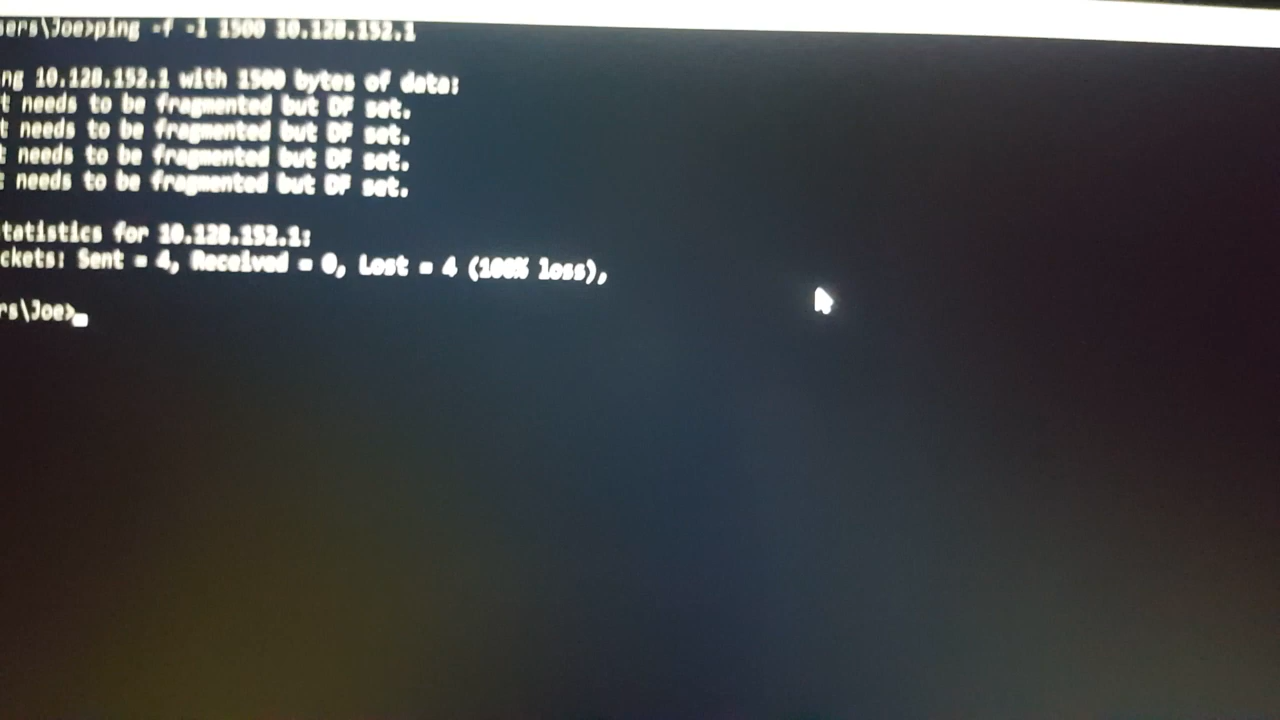 sers\Joe>ping -f -l 1500 10.128.152.1
ng 10.128.152.1 with 1500 bytes of data:
t needs to be fragmented but DF set.
t needs to be fragmented but DF set.
t needs to be fragmented but DF set.
t needs to be fragmented but DF set.
tatistics for 10.128.152.1:
ckets: Sent = 4, Received = 0, Lost = 4 (100% loss),
rs\Joe>